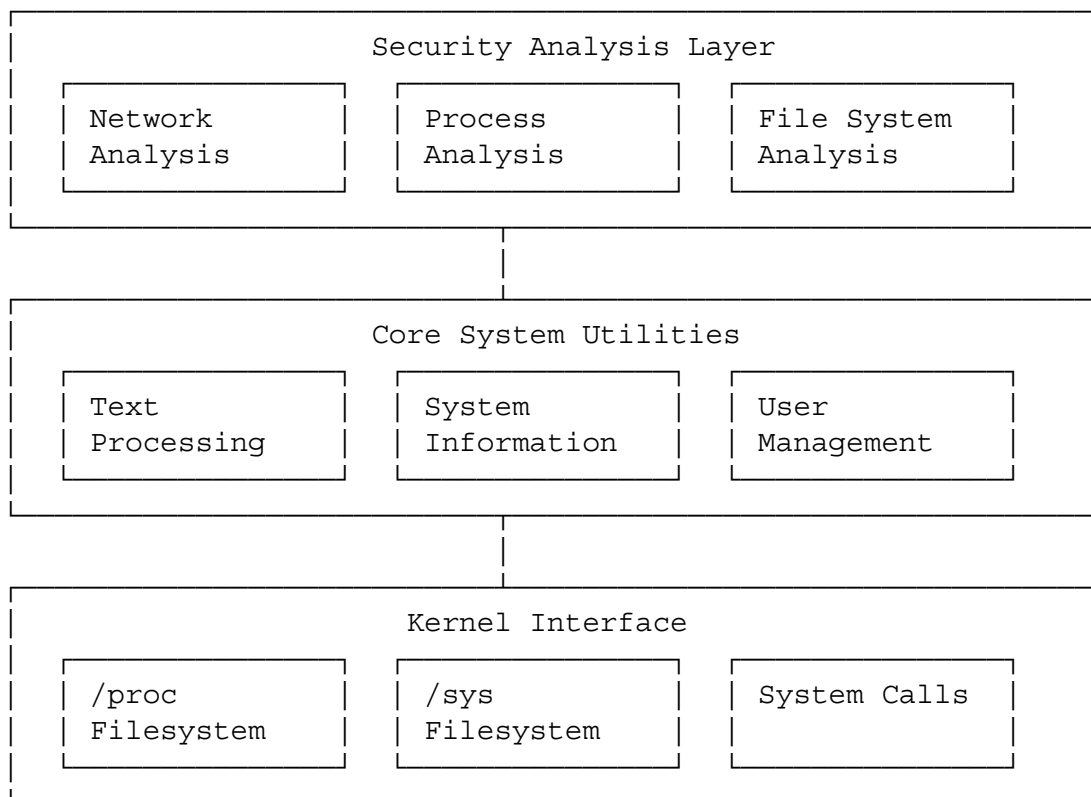 Security Analysis Layer
Network Process File System
Analysis Analysis Analysis
Core System Utilities
Text System User
Processing Information Management
Kernel Interface
/proc /sys System Calls
Filesystem Filesystem